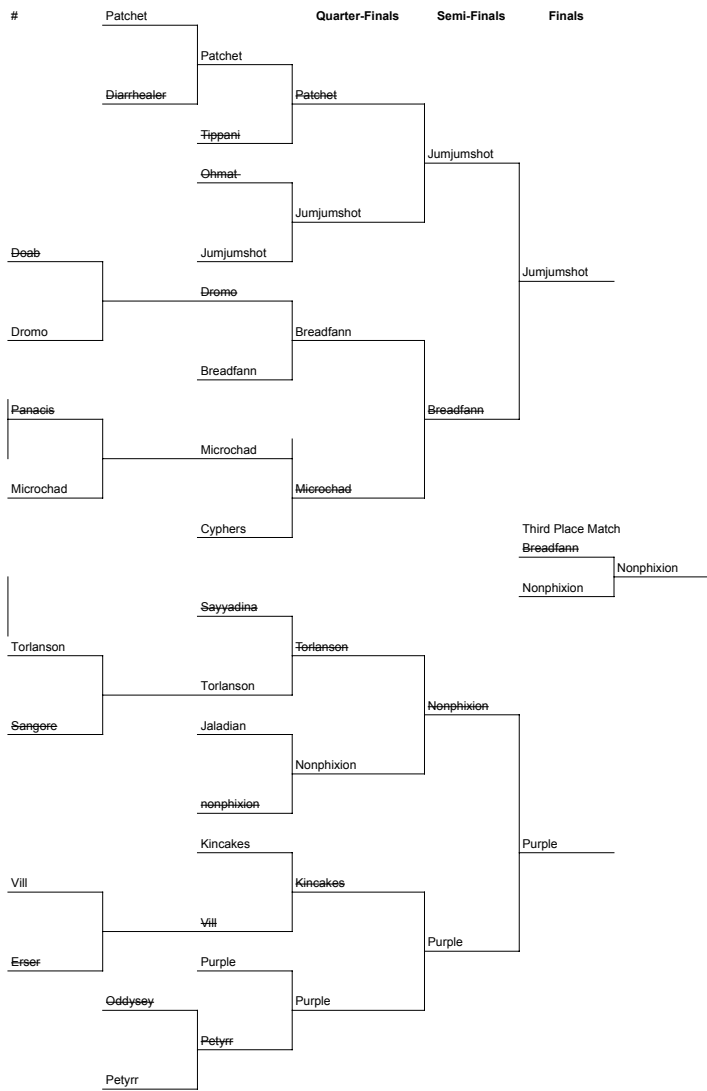 # Patchet Quarter-Finals Semi-Finals Finals
Patchet
Diarrhealer Patchet
Tippani
Jumjumshot
Ohmat
Jumjumshot
Doab Jumjumshot
Jumjumshot
Dromo
Dromo Breadfann
Breadfann
Panacis Breadfann
Microchad
Microchad Microchad
Cyphers Third Place Match
Breadfann
Nonphixion
Nonphixion
Sayyadina
Torlanson Torlanson
Torlanson
Nonphixion
Sangore Jaladian
Nonphixion
nonphixion
Kincakes Purple
Vill Kincakes
Vill
Purple
Erser Purple
Oddysey Purple
Petyrr
Petyrr